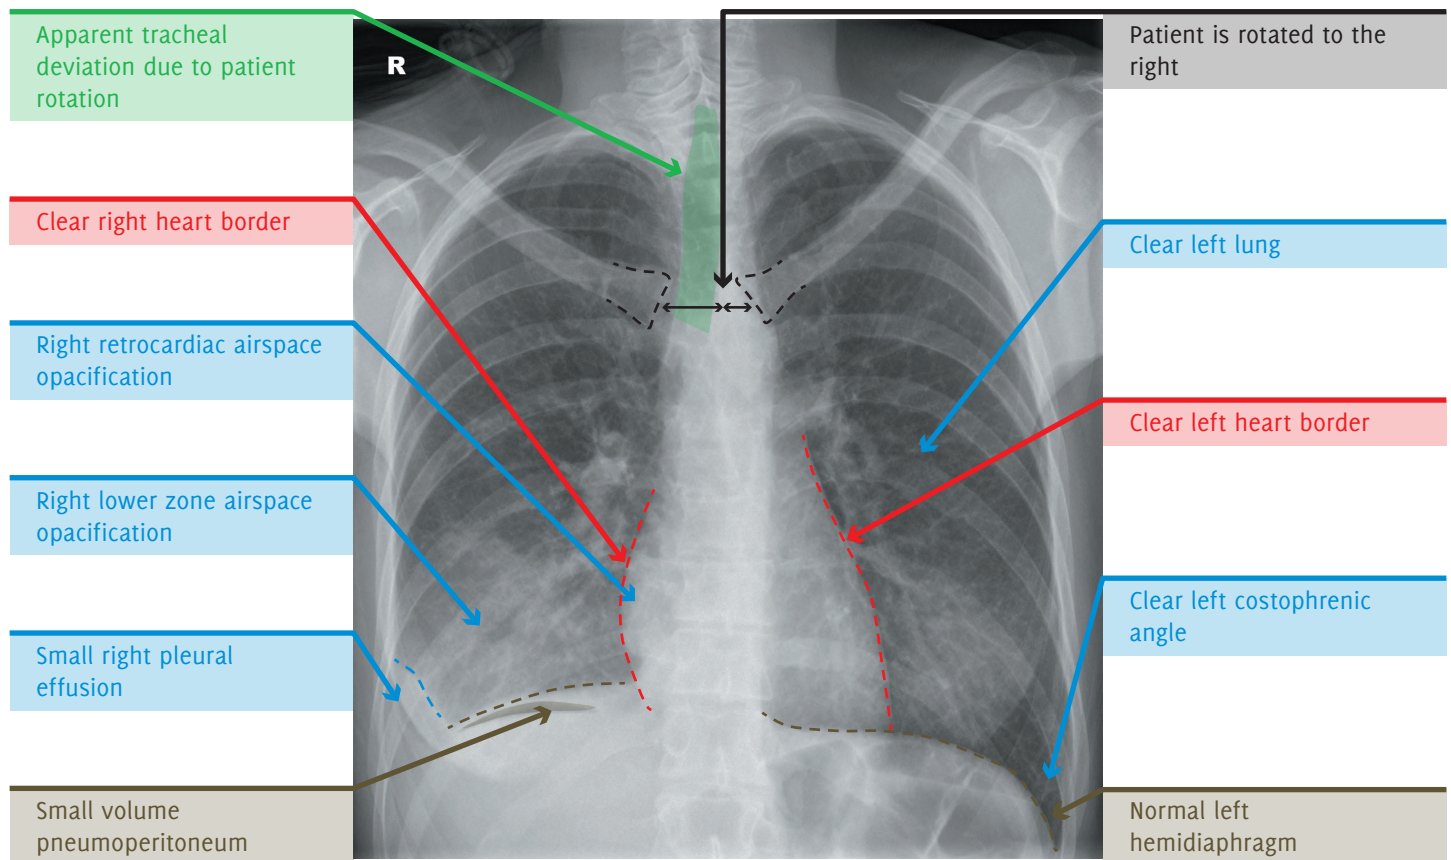 Apparent tracheal
deviation due to patient
rotation
Clear right heart border
Right retrocardiac airspace
opacification
Right lower zone airspace
opacification
Small right pleural
effusion
Small volume
pneumoperitoneum
R
Patient is rotated to the
right
Clear left lung
Clear left heart border
Clear left costophrenic
angle
Normal left
hemidiaphragm